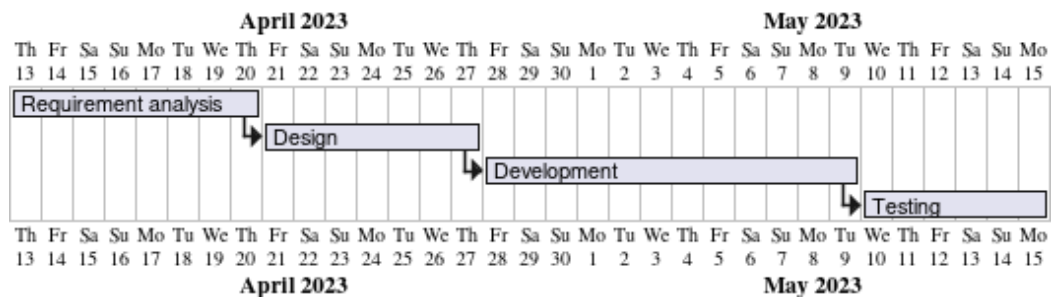 April 2023 May 2023
Th Fr Sa Su Mo Tu We Th Fr Sa Su Mo Tu We Th Fr Sa Su Mo Tu We Th Fr Sa Su Mo Tu We Th Fr Sa Su Mo
13 14 15 16 17 18 19 20 21 22 23 24 25 26 27 28 29 30 1 2 3 4 5 6 7 8 9 10 11 12 13 14 15
Requirement analysis
Design
Development
Testing
Th Fr Sa Su Mo Tu We Th Fr Sa Su Mo Tu We Th Fr Sa Su Mo Tu We Th Fr Sa Su Mo Tu We Th Fr Sa Su Mo
13 14 15 16 17 18 19 20 21 22 23 24 25 26 27 28 29 30 1 2 3 4 5 6 7 8 9 10 11 12 13 14 15
April 2023 May 2023